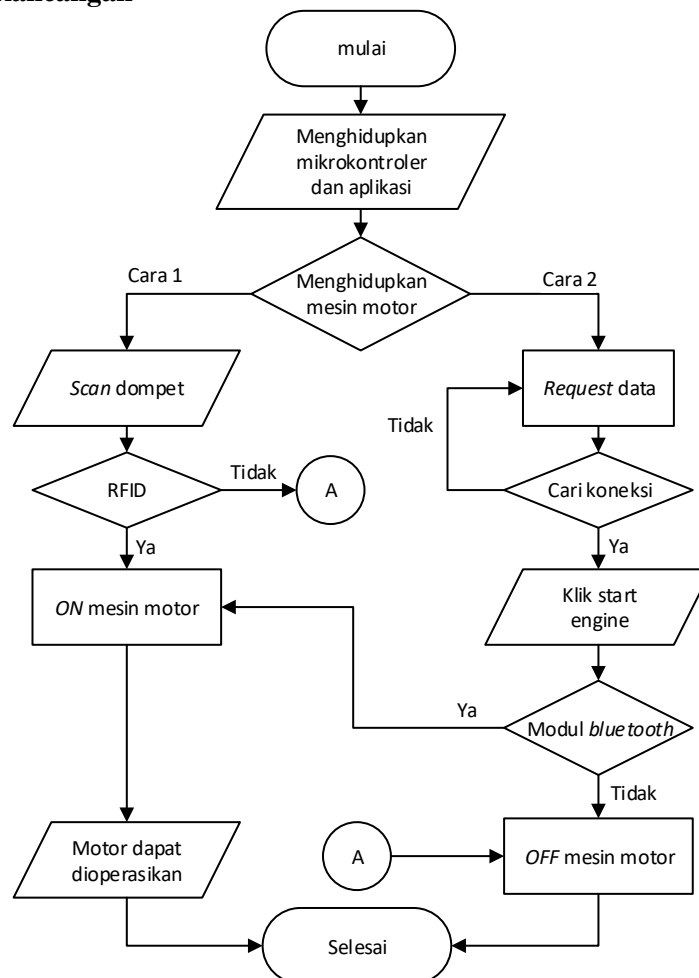 mulai
Menghidupkan
mikrokontroler
dan aplikasi
Cara 1
Menghidupkan
mesin motor
Cara 2
Scan dompet
Request data
Tidak
RFID
Tidak
A
Cari koneksi
Ya
Ya
ON mesin motor
Klik start
engine
Ya
Modul bluetooth
Tidak
Motor dapat
dioperasikan
A
OFF mesin motor
Selesai